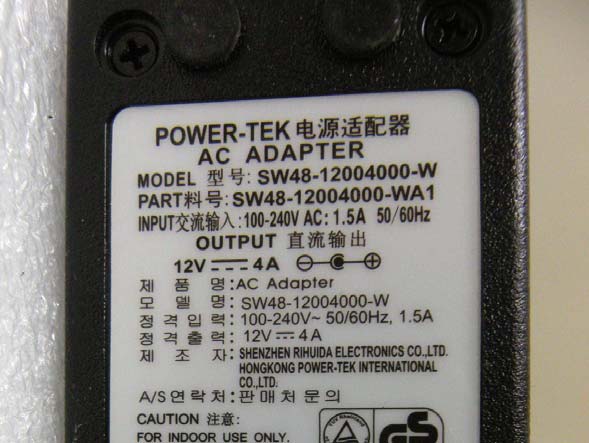 POWER-TEK 电源适配器
AC ADAPTER
MODEL 型号: SW48-12004000-W
PART料号: SW48-12004000-WA1
INPUT交流输入: 100-240V AC: 1.5A 50/60Hz
OUTPUT 直流输出
12V⎓4A ⊖-C●-⊕
제 품 명: AC Adapter
모 델 명: SW48-12004000-W
정 격 입 력: 100-240V~ 50/60Hz, 1.5A
정 격 출 력: 12V⎓4A
제 조 자: SHENZHEN RIHUIDA ELECTRONICS CO.,LTD.
HONGKONG POWER-TEK INTERNATIONAL
CO.,LTD.
A/S 연 락 처: 판 매 처 문 의
CAUTION 注意:
FOR INDOOR USE ONLY.
GS